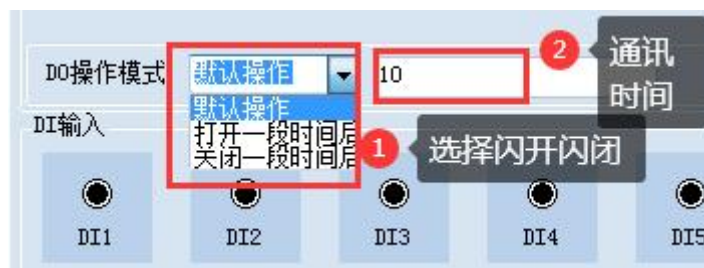 DO操作模式
默认操作
10
2
通讯
时间
默认操作
打开一段时间后
关闭一段时间后
DI输入
1
选择闪开闪闭
DI1
DI2
DI3
DI4
DI5